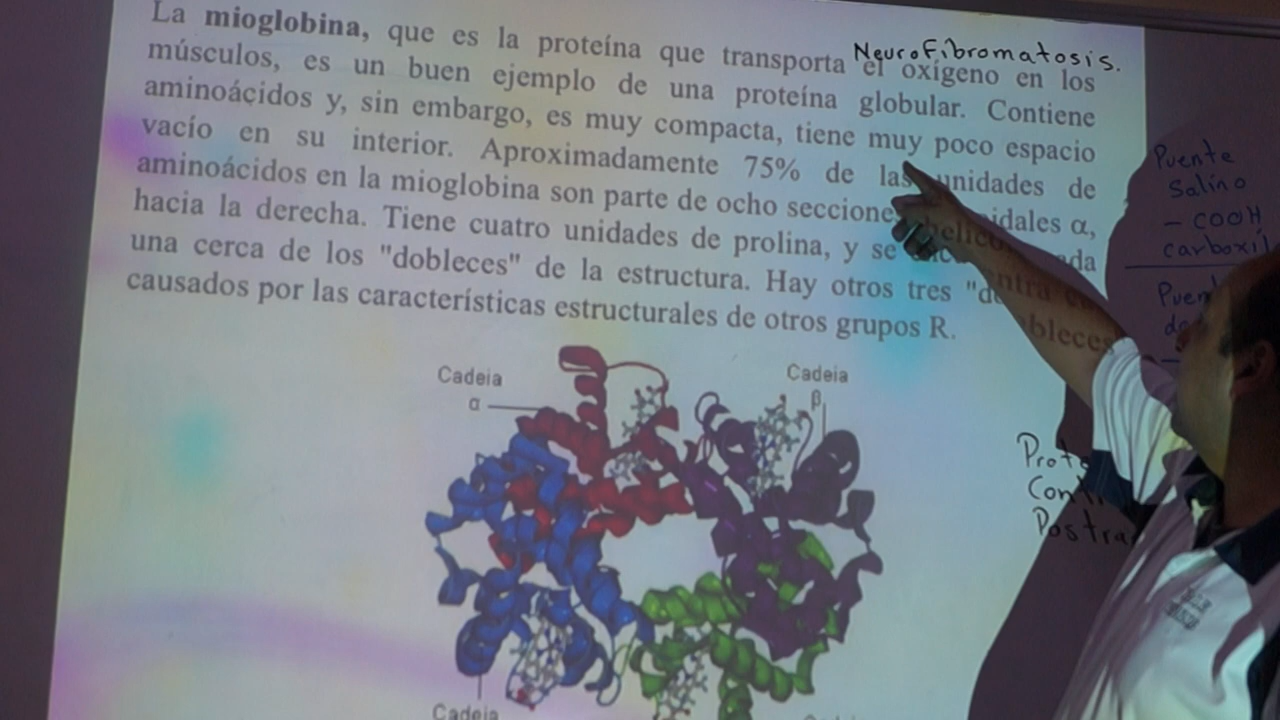 La mioglobina, que es la proteína que transporta el oxígeno en los
músculos, es un buen ejemplo de una proteína globular. Contiene
aminoácidos y, sin embargo, es muy compacta, tiene muy poco espacio
vacío en su interior. Aproximadamente 75% de las unidades de
aminoácidos en la mioglobina son parte de ocho secciones helicoidales α,
hacia la derecha. Tiene cuatro unidades de prolina, y se encuentra cada
una cerca de los "dobleces" de la estructura. Hay otros tres "dobleces
causados por las características estructurales de otros grupos R.
NeuroFibromatosis.
Puente
Salino
- COOH
carboxil
Cadeia
α
Cadeia
β
Cadeia